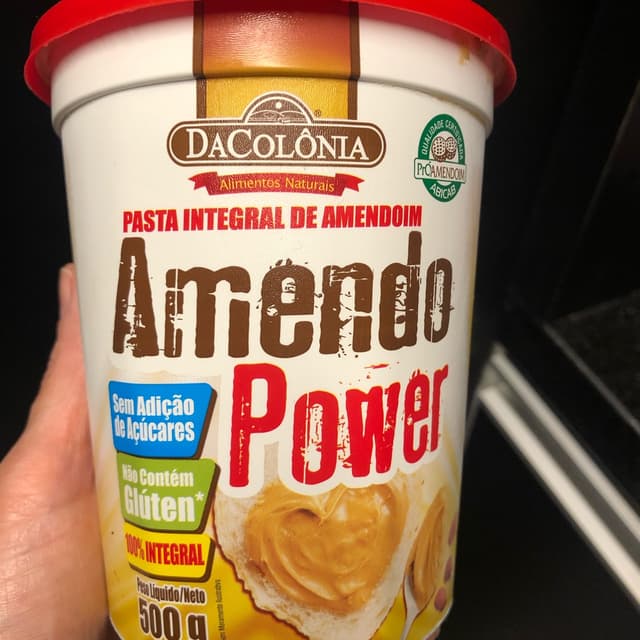 DACOLÔNIA
®
Alimentos Naturais
QUALIDADE CERTIFICADA
PróAMENDOIM
ABICAB
PASTA INTEGRAL DE AMENDOIM
Amendo
Power
Sem Adição
de Açúcares
Não Contém
Glúten*
100% INTEGRAL
Peso Líquido/Neto
500 g